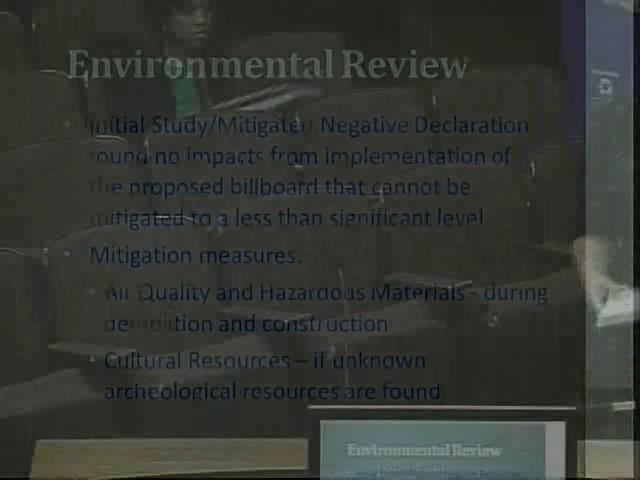 Environmental Review
Initial Study/Mitigated Negative Declaration
found no impacts from implementation of
the proposed billboard that cannot be
mitigated to a less than significant level
Mitigation measures.
Air Quality and Hazardous Materials - during
demolition and construction
Cultural Resources – if unknown
archeological resources are found
Environmental Review